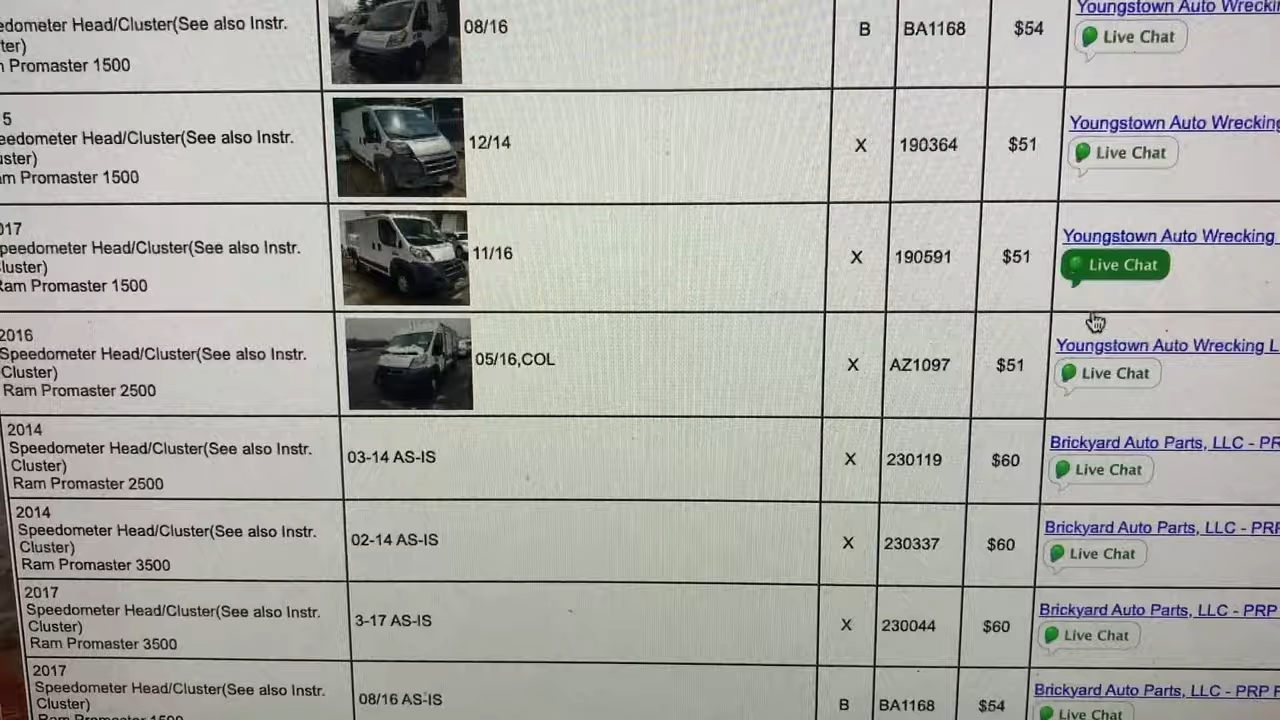 edometer Head/Cluster(See also Instr.
ter)
Promaster 1500
08/16
B
BA1168
$54
Youngstown Auto
Live Chat
5
eedometer Head/Cluster(See also Instr.
uster)
am Promaster 1500
12/14
X
190364
$51
Youngstown Auto Wrecking
Live Chat
017
peedometer Head/Cluster(See also Instr.
luster)
Ram Promaster 1500
11/16
X
190591
$51
Youngstown Auto Wrecking
Live Chat
2016
Speedometer Head/Cluster(See also Instr.
Cluster)
Ram Promaster 2500
05/16,COL
X
AZ1097
$51
Youngstown Auto Wrecking L
Live Chat
2014
Speedometer Head/Cluster(See also Instr.
Cluster)
Ram Promaster 2500
03-14 AS-IS
X
230119
$60
Brickyard Auto Parts, LLC - PR
Live Chat
2014
Speedometer Head/Cluster(See also Instr.
Cluster)
Ram Promaster 3500
02-14 AS-IS
X
230337
$60
Brickyard Auto Parts, LLC - PRP
Live Chat
2017
Speedometer Head/Cluster(See also Instr.
Cluster)
Ram Promaster 3500
3-17 AS-IS
X
230044
$60
Brickyard Auto Parts, LLC - PRP
Live Chat
2017
Speedometer Head/Cluster(See also Instr.
Cluster)
Ram Promaster 1500
08/16 AS-IS
B
BA1168
$54
Brickyard Auto Parts, LLC - PRP
Live Chat